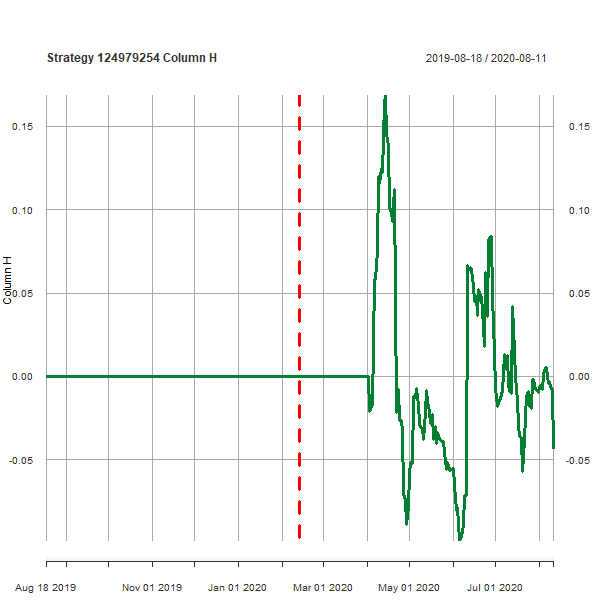 Strategy 124979254 Column H
2019-08-18 / 2020-08-11
0.15
0.15
0.10
0.10
0.05
0.05
0.00
0.00
-0.05
-0.05
Column H
Aug 18 2019
Nov 01 2019
Jan 01 2020
Mar 01 2020
May 01 2020
Jul 01 2020